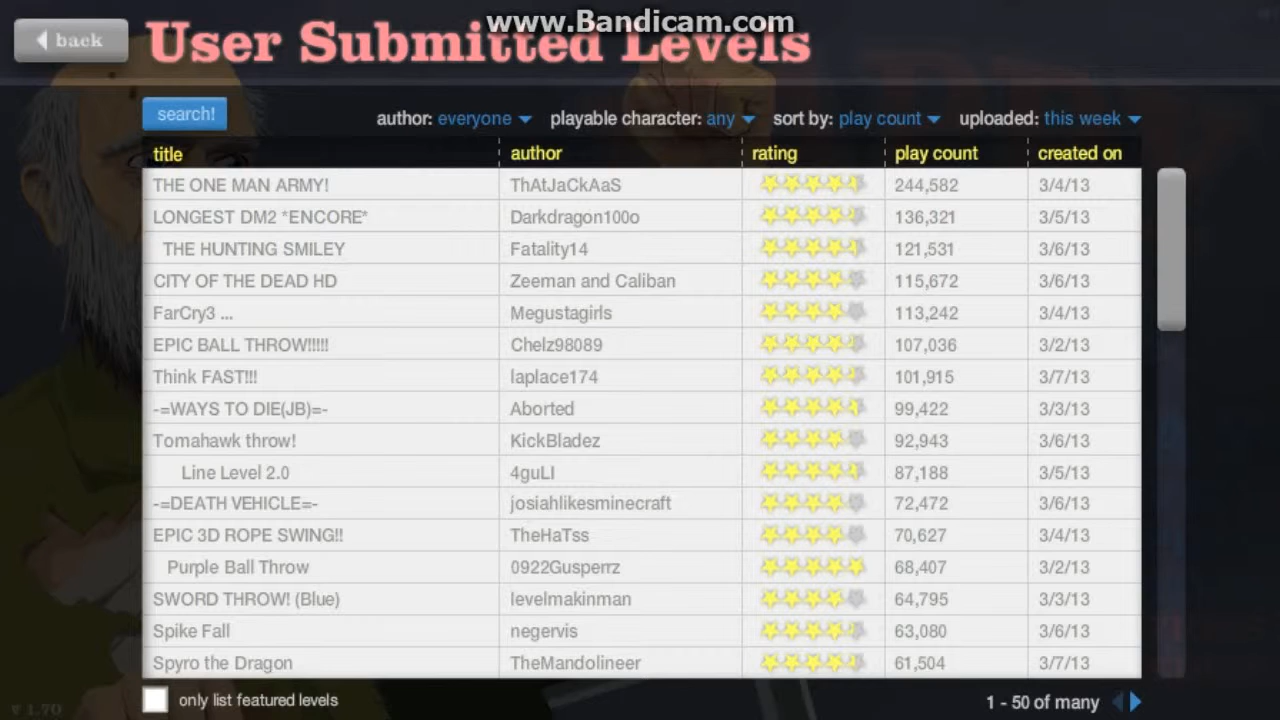 www.Bandicam.com
back
User Submitted Levels
search!
author: everyone playable character: any sort by: play count uploaded: this week
title author rating play count created on
THE ONE MAN ARMY! ThAtJaCkAaS 244,582 3/4/13
LONGEST DM2 *ENCORE* Darkdragon100o 136,321 3/5/13
THE HUNTING SMILEY Fatality14 121,531 3/6/13
CITY OF THE DEAD HD Zeeman and Caliban 115,672 3/6/13
FarCry3 ... Megustagirls 113,242 3/4/13
EPIC BALL THROW!!!!! Chelz98089 107,036 3/2/13
Think FAST!!! laplace174 101,915 3/7/13
-=WAYS TO DIE(JB)=- Aborted 99,422 3/3/13
Tomahawk throw! KickBladez 92,943 3/6/13
Line Level 2.0 4guLI 87,188 3/5/13
-=DEATH VEHICLE=- josiahlikesminecraft 72,472 3/6/13
EPIC 3D ROPE SWING!! TheHaTss 70,627 3/4/13
Purple Ball Throw 0922Gusperrz 68,407 3/2/13
SWORD THROW! (Blue) levelmakinman 64,795 3/3/13
Spike Fall negervis 63,080 3/6/13
Spyro the Dragon TheMandolineer 61,504 3/7/13
only list featured levels 1 - 50 of many
v 1.70